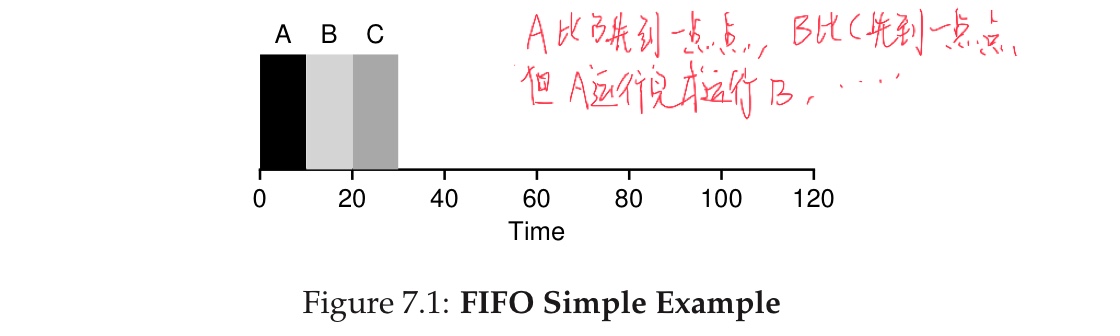 A B C
A比B先到一点点, B比C先到一点点,
但A运行完才运行B, ....
0 20 40 60 80 100 120
Time
Figure 7.1: FIFO Simple Example